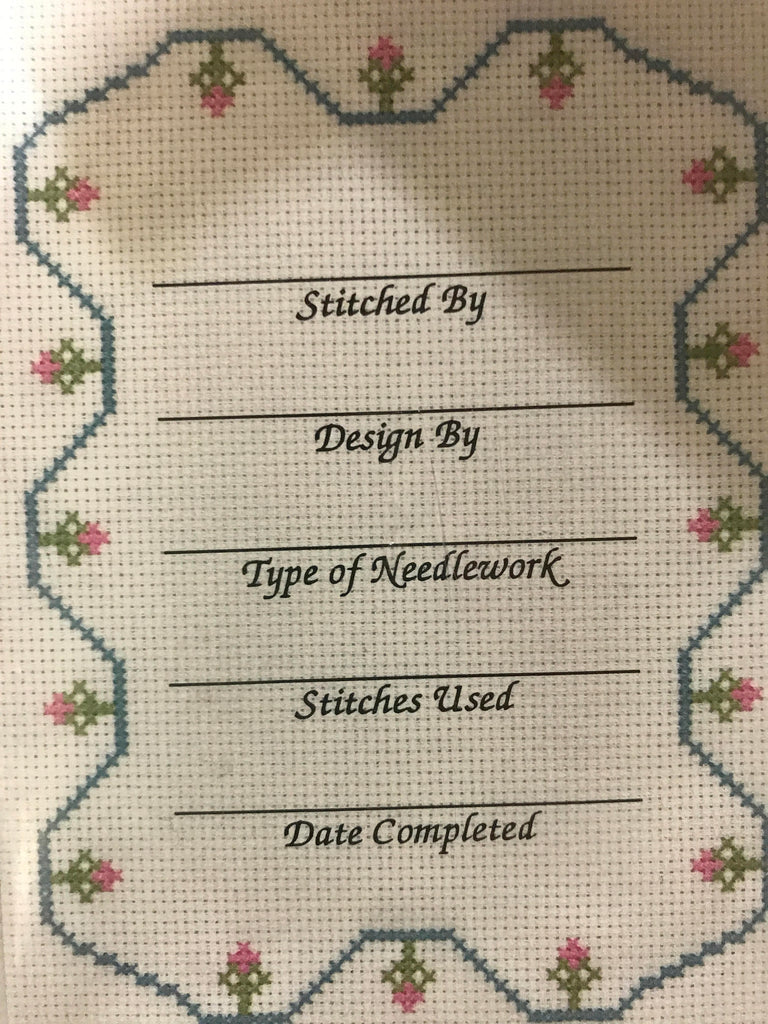 Stitched By
Design By
Type of Needlework
Stitches Used
Date Completed